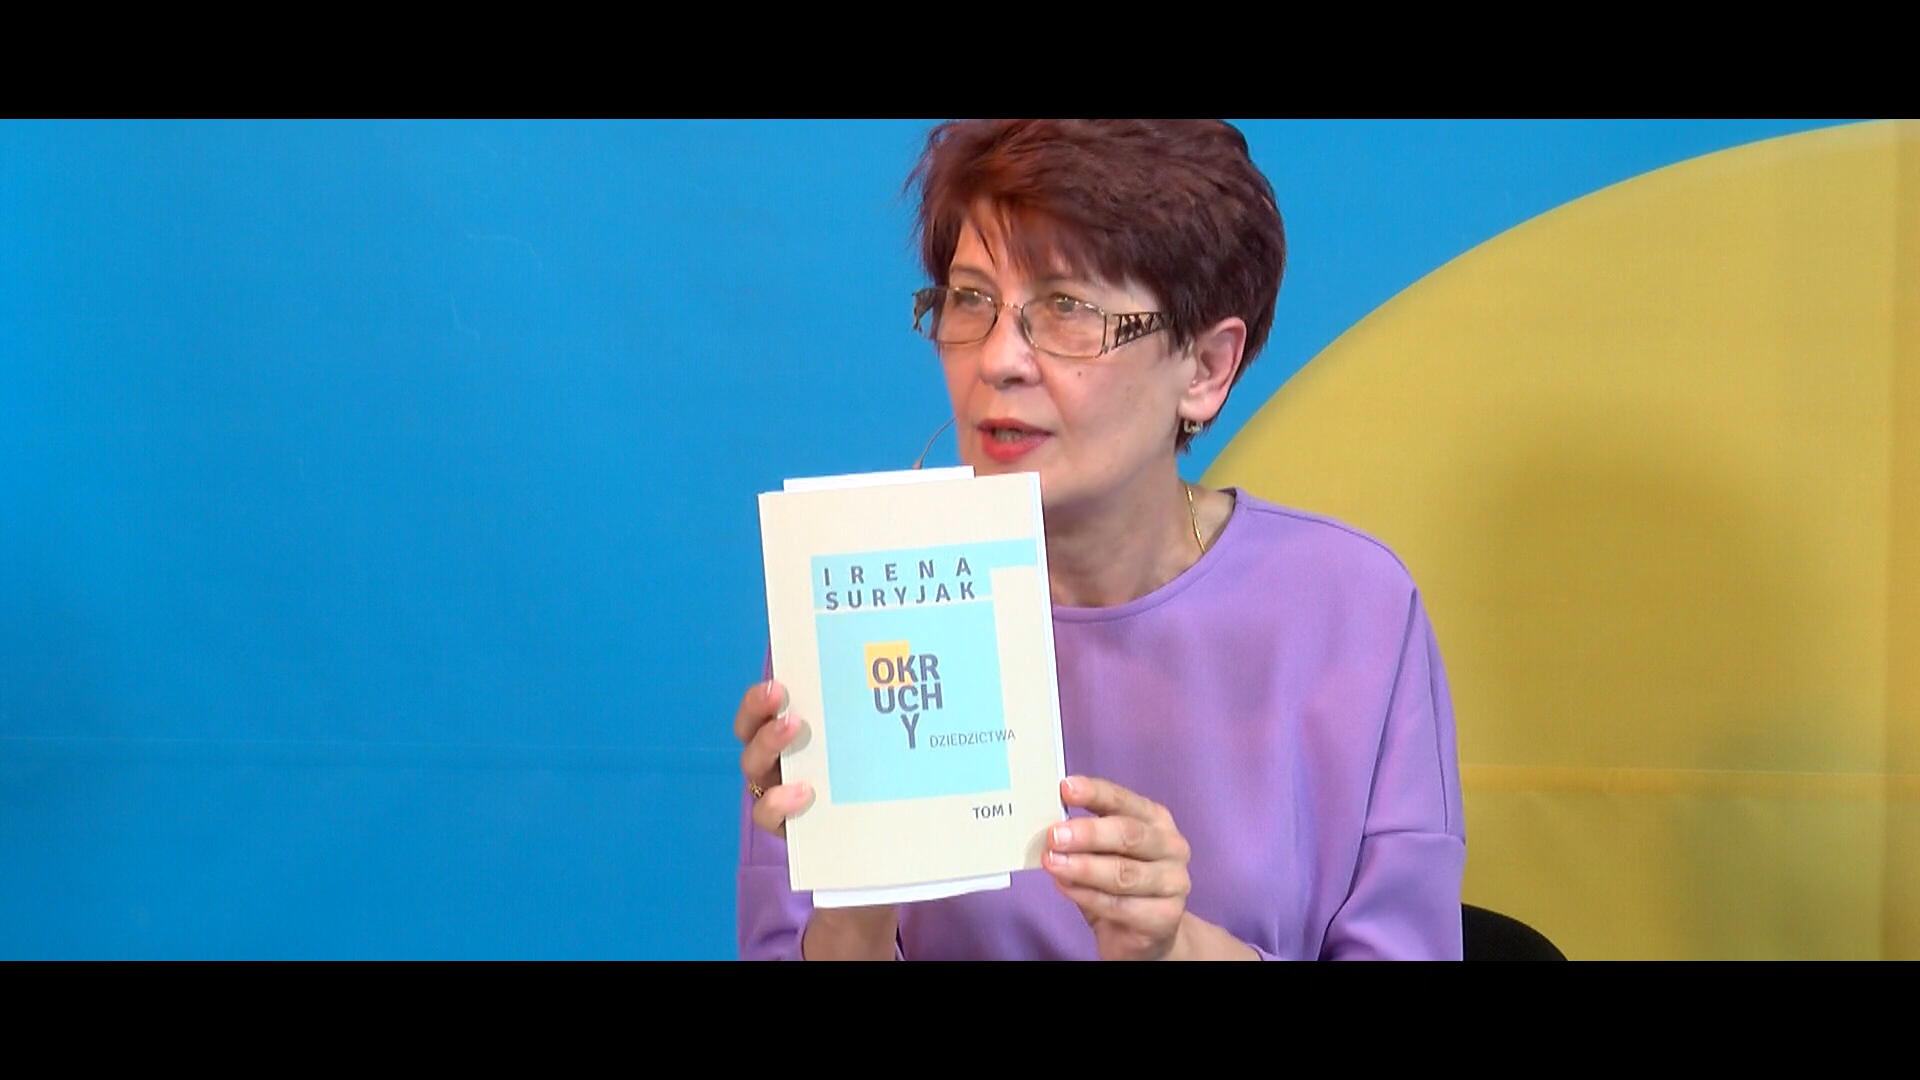 IRENA
SURYJAK
OKR
UCH
Y DZIEDZICTWA
TOM I